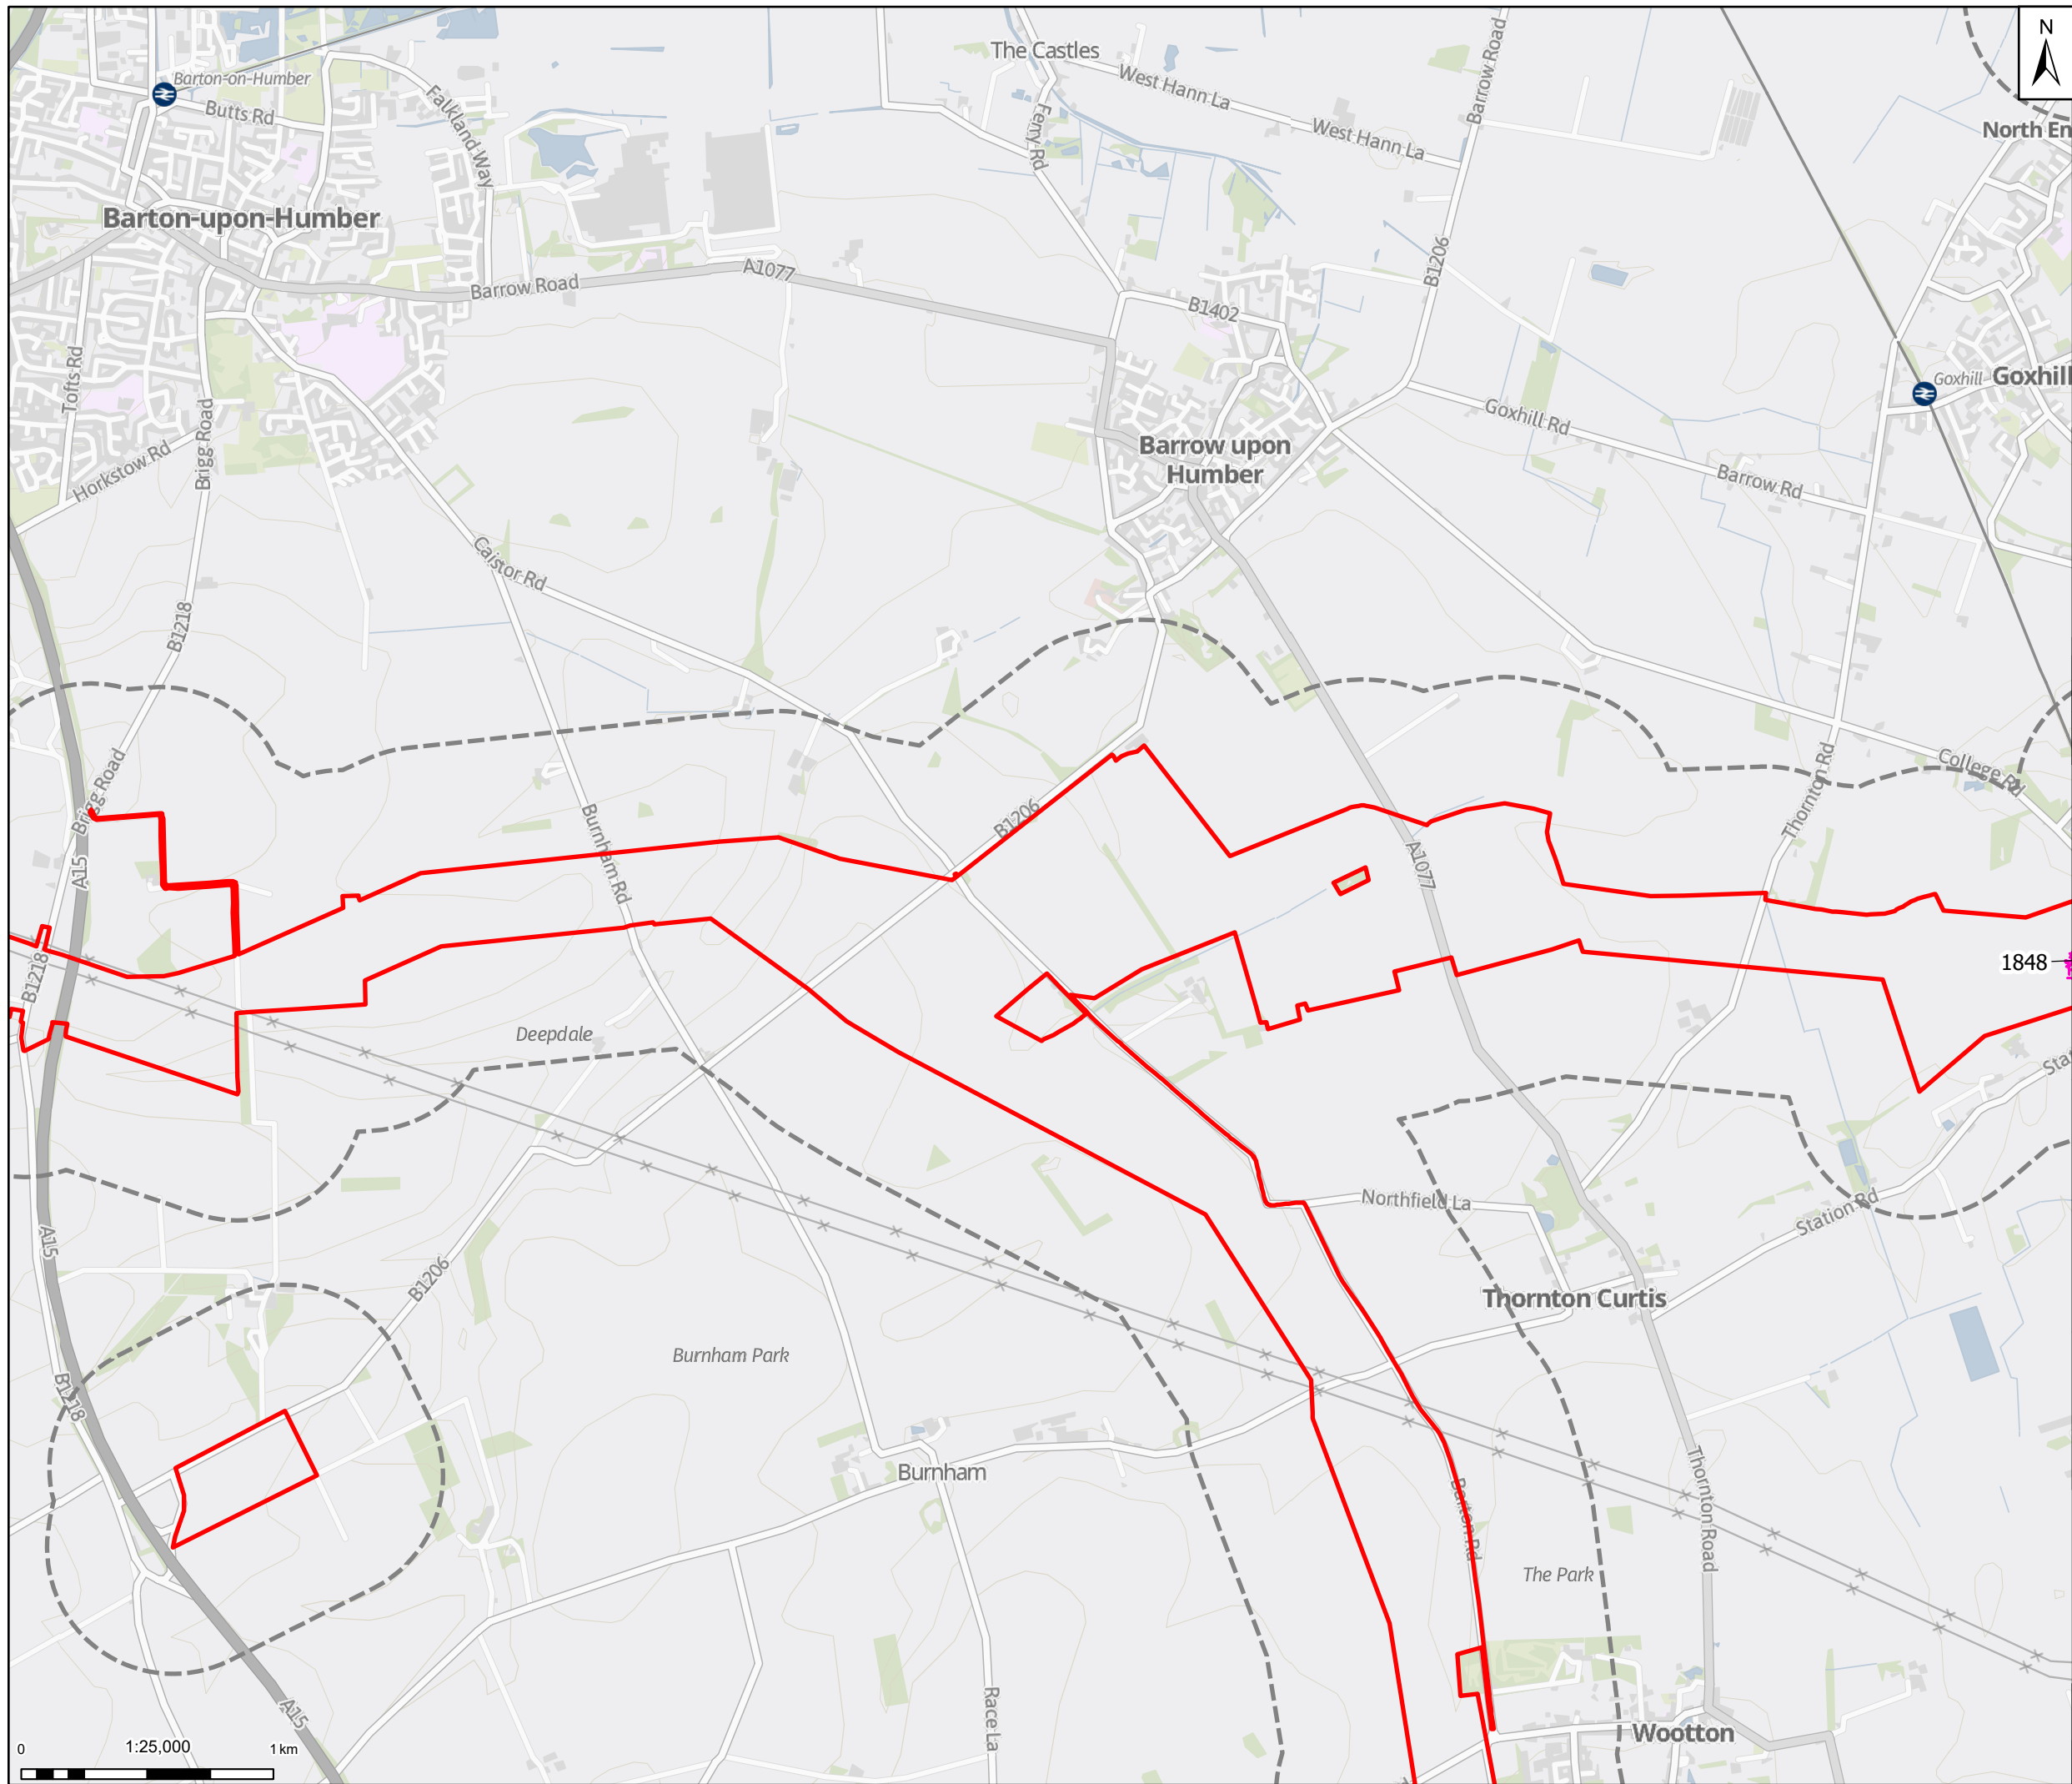 N
The Castles
Barton-on-Humber
Butts Rd
Falkland Way
West Hann La
Barrow Road
Ferry Rd
West Hann La
North En
Barton-upon-Humber
B1206
Barrow Road
A1077
B1402
Tofts Rd
Goxhill
Goxhill
Brigg Road
Goxhill Rd
Barrow upon
Humber
Horkstow Rd
Barrow Rd
Caistor Rd
B1218
Brigg Road
Thornton Rd
College Rd
B1206
Burnham Rd
A15
A1077
B1218
1848
Deepdale
Sta
Northfield La
Station Rd
A15
B1206
Thornton Curtis
Burnham Park
B1218
Burnham
Barton Rd
Thornton Road
The Park
Race La
A15
Wootton
0
1:25,000
1 km